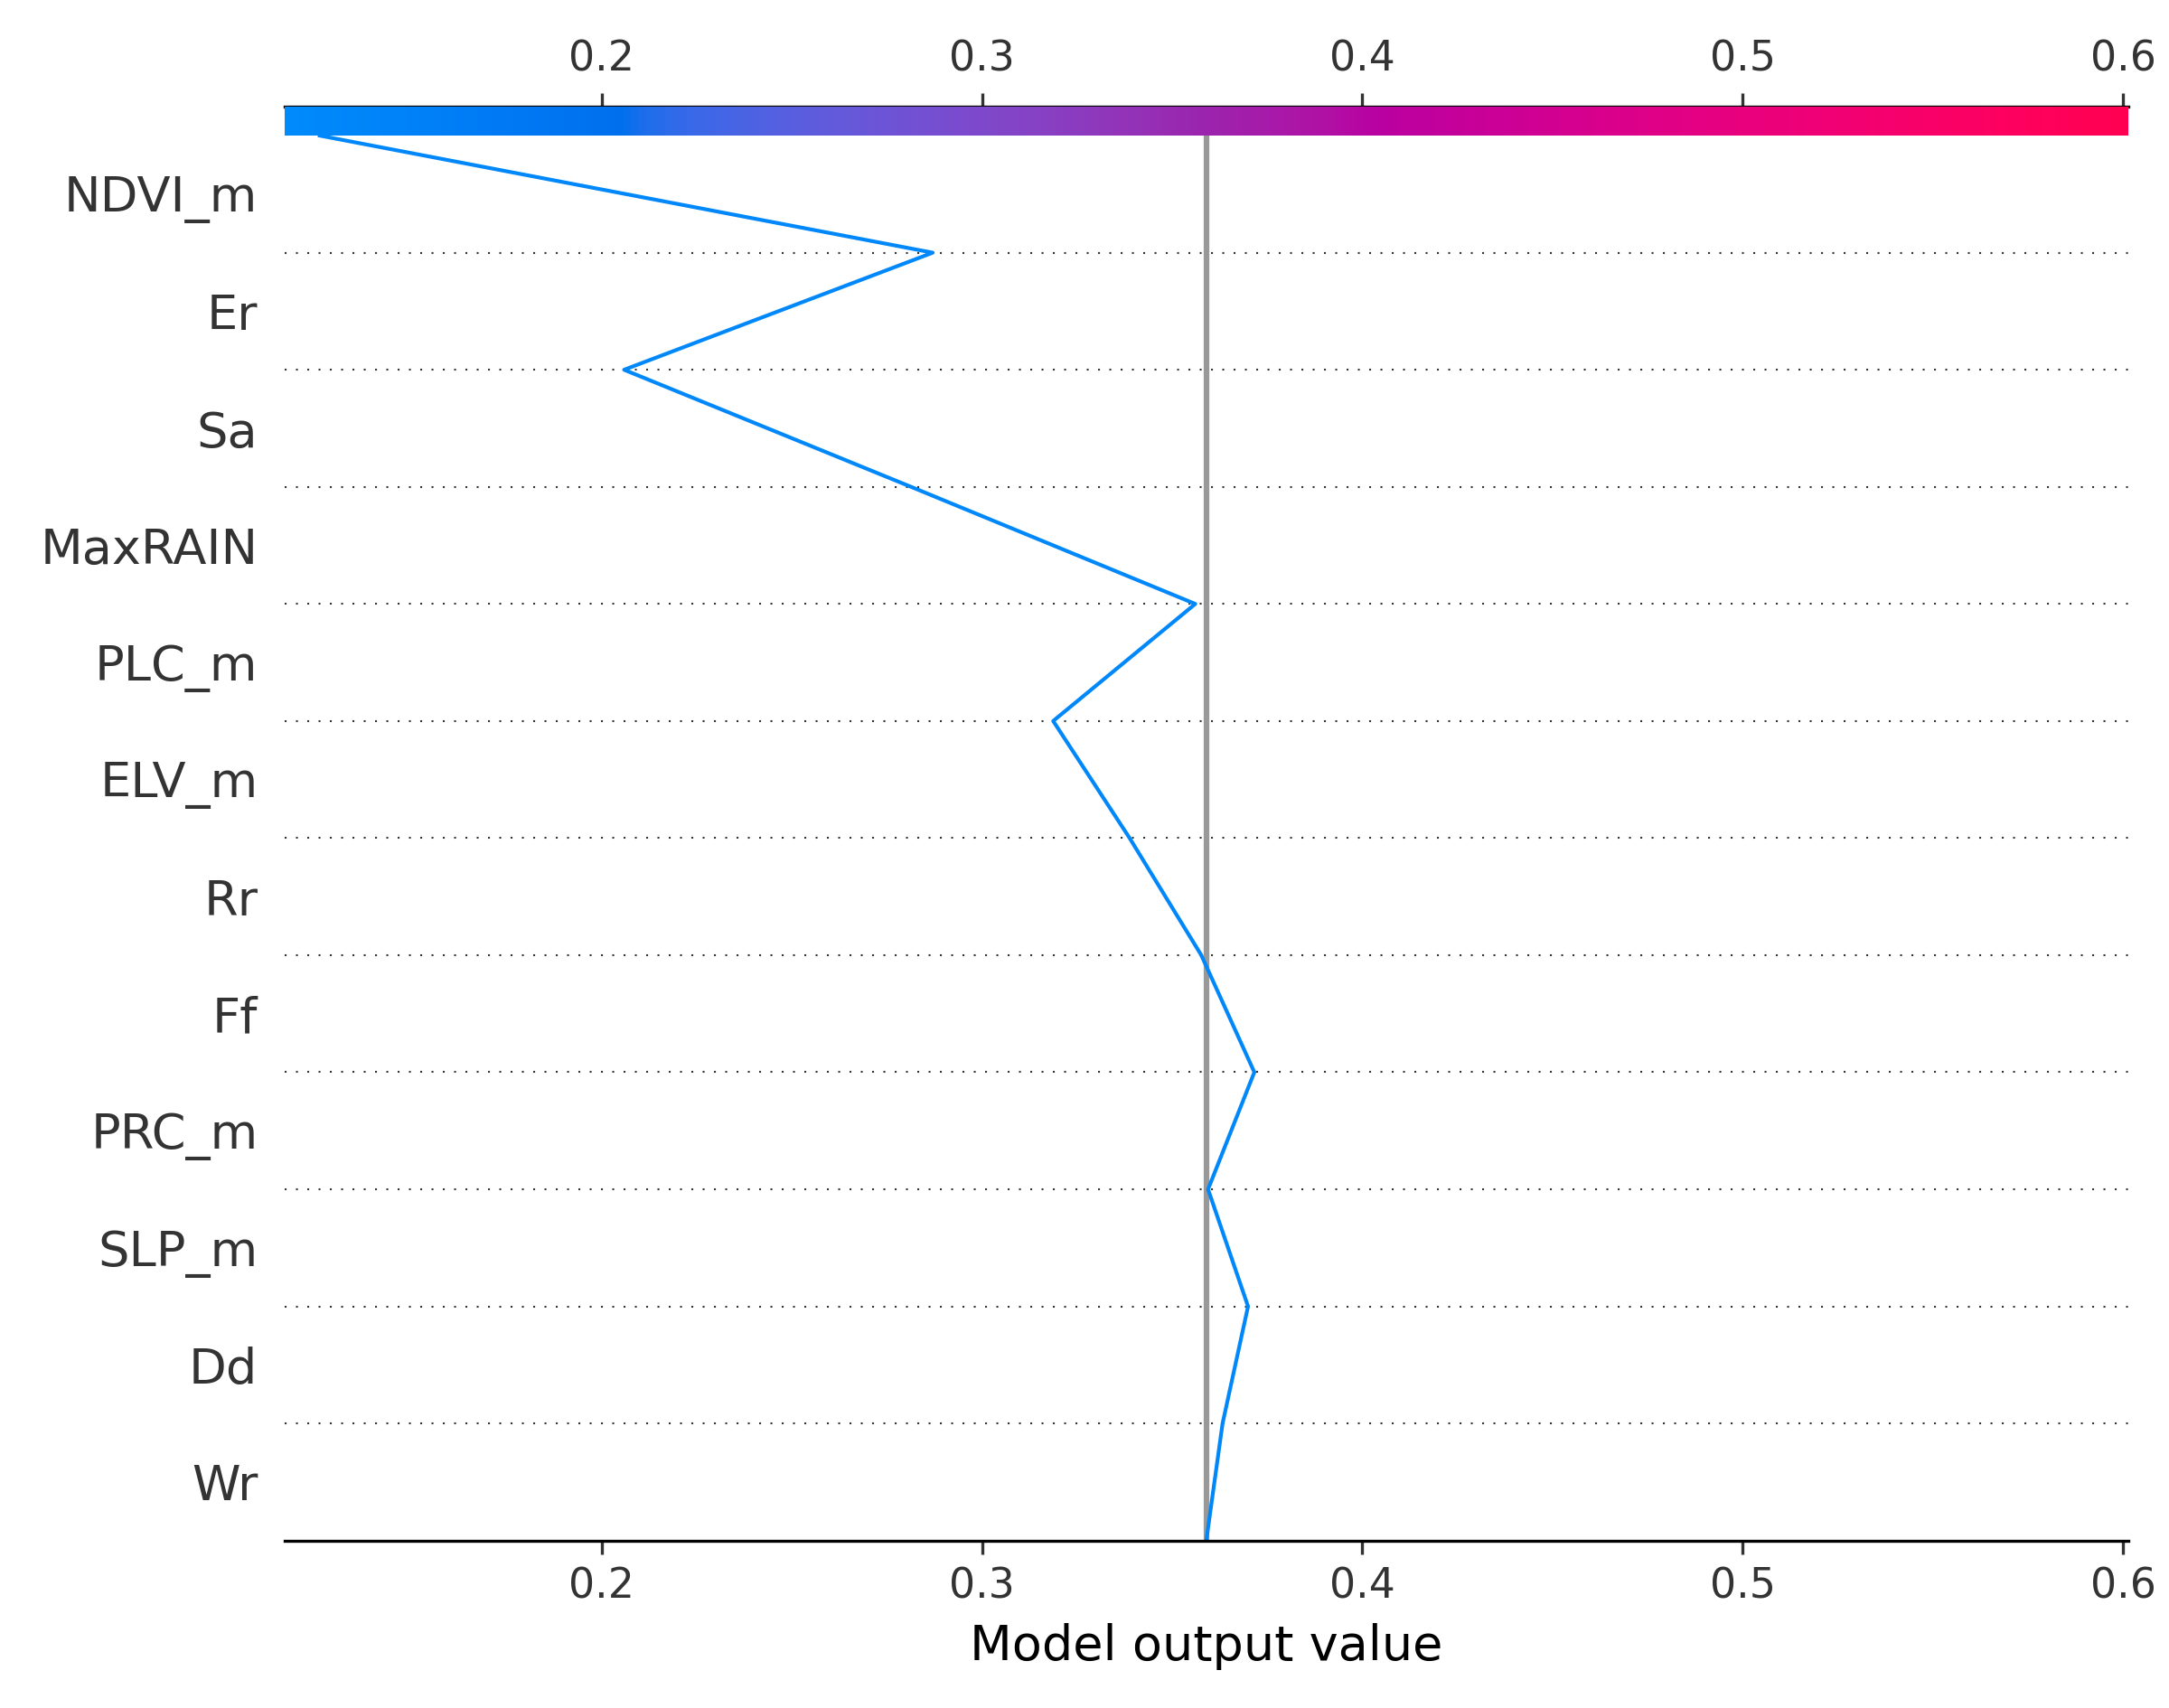 0.2 0.3 0.4 0.5 0.6
NDVI_m
Er
Sa
MaxRAIN
PLC_m
ELV_m
Rr
Ff
PRC_m
SLP_m
Dd
Wr
0.2 0.3 0.4 0.5 0.6
Model output value